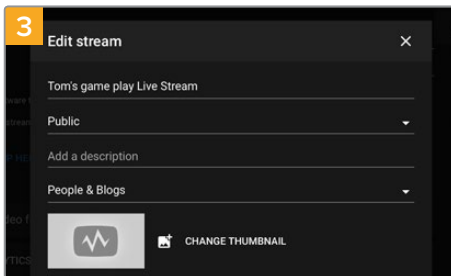 3
Edit stream
Tom's game play Live Stream
Public
Add a description
People & Blogs
CHANGE THUMBNAIL